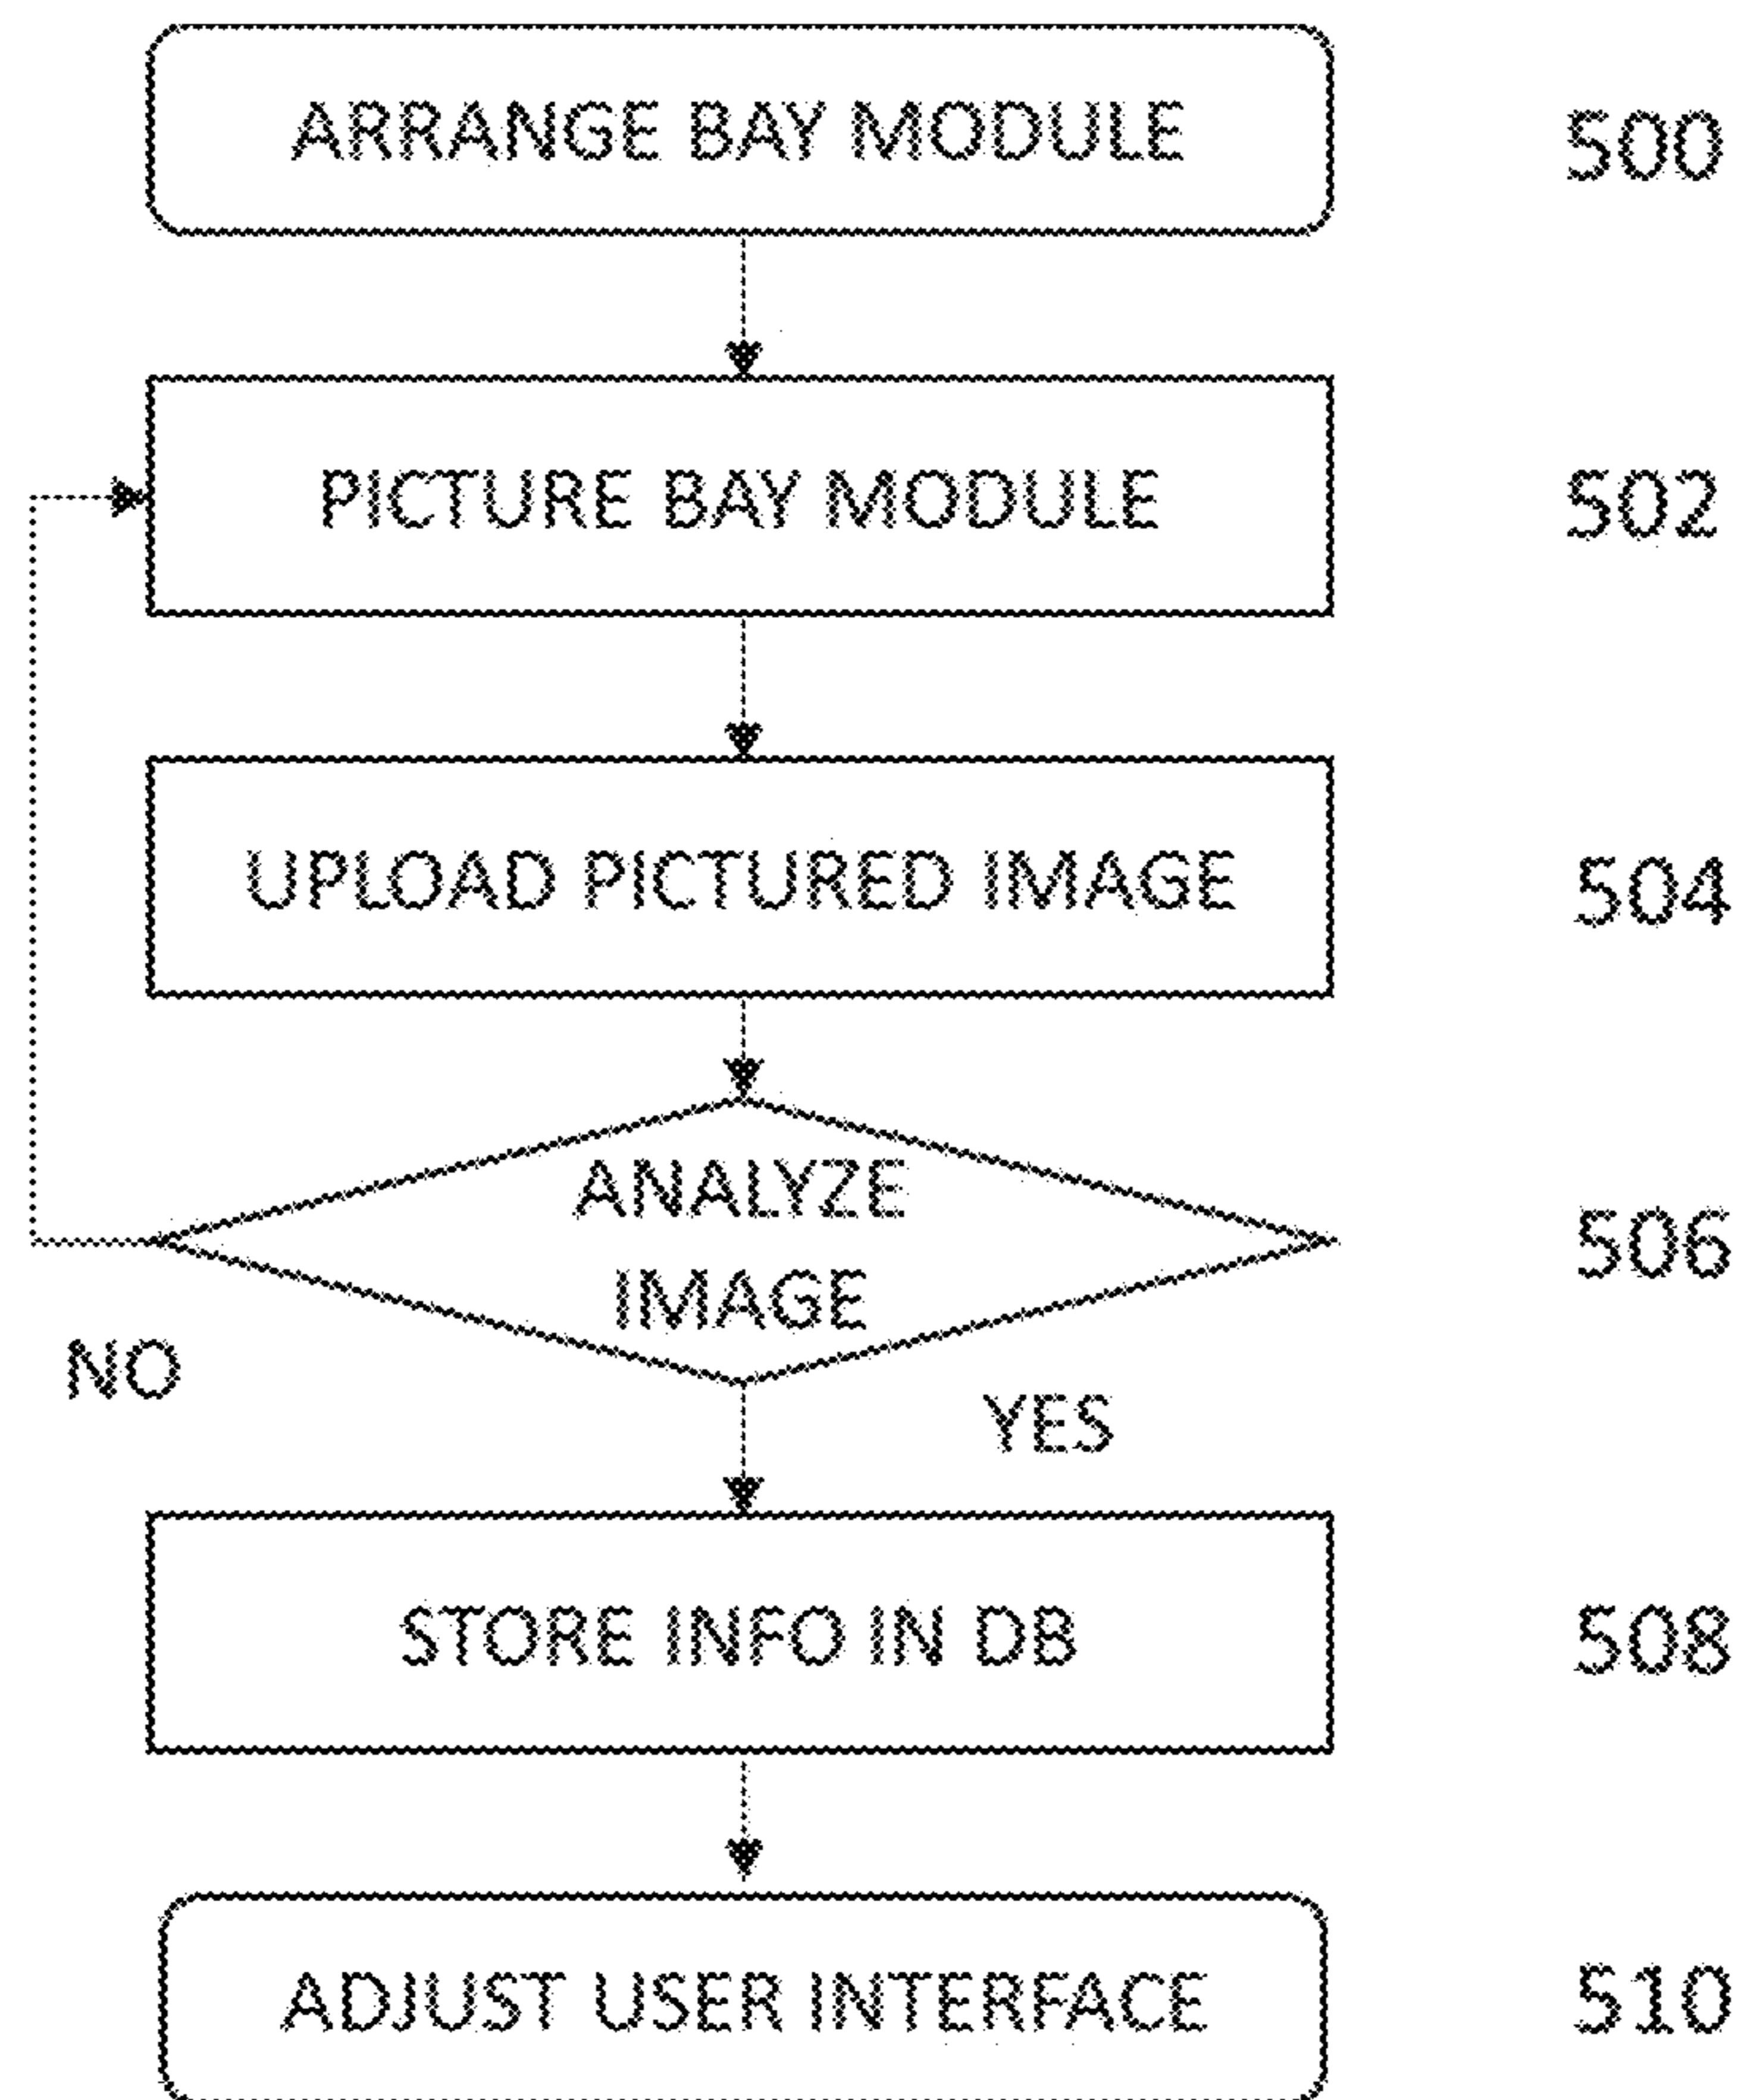 ARRANGE BAY MODULE
500
PICTURE BAY MODULE
502
UPLOAD PICTURED IMAGE
504
ANALYZE
IMAGE
506
NO
YES
STORE INFO IN DB
508
ADJUST USER INTERFACE
510